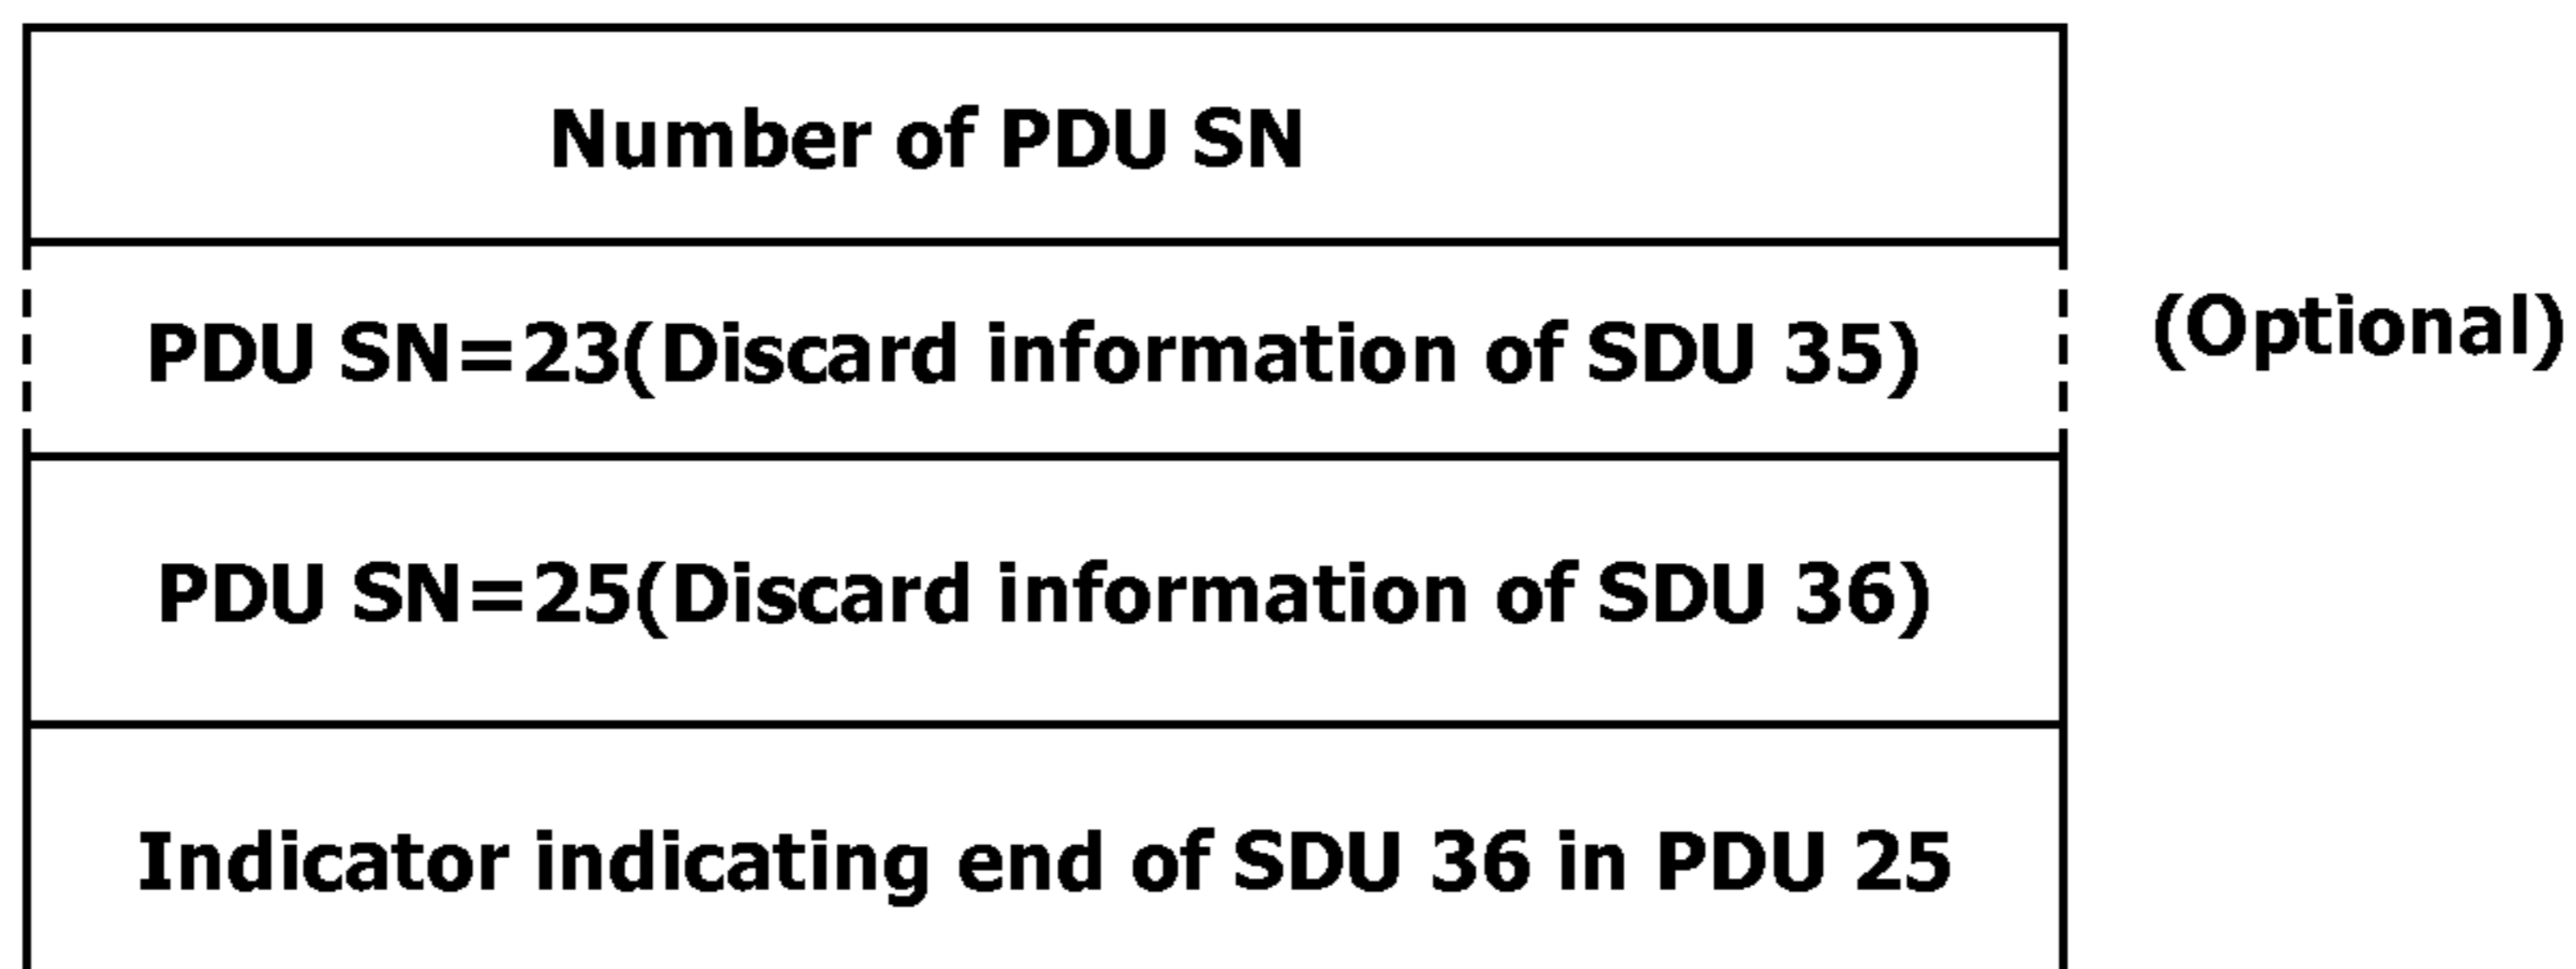 Number of PDU SN
PDU SN=23(Discard information of SDU 35)
(Optional)
PDU SN=25(Discard information of SDU 36)
Indicator indicating end of SDU 36 in PDU 25